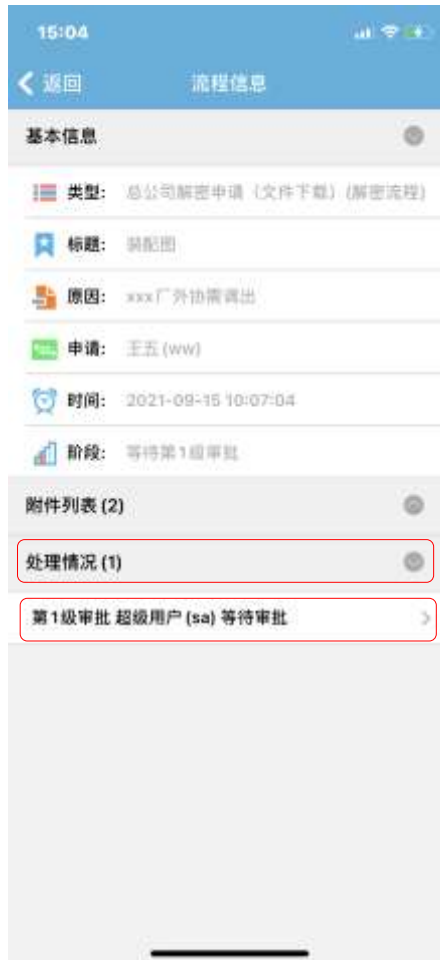 15:04
返回
流程信息
基本信息
类型: 总公司解密申请（文件下载）(解密流程)
标题: 装配图
原因: xxx厂外协需调出
申请: 王五 (ww)
时间: 2021-09-15 10:07:04
阶段: 等待第1级审批
附件列表 (2)
处理情况 (1)
第1级审批 超级用户 (sa) 等待审批